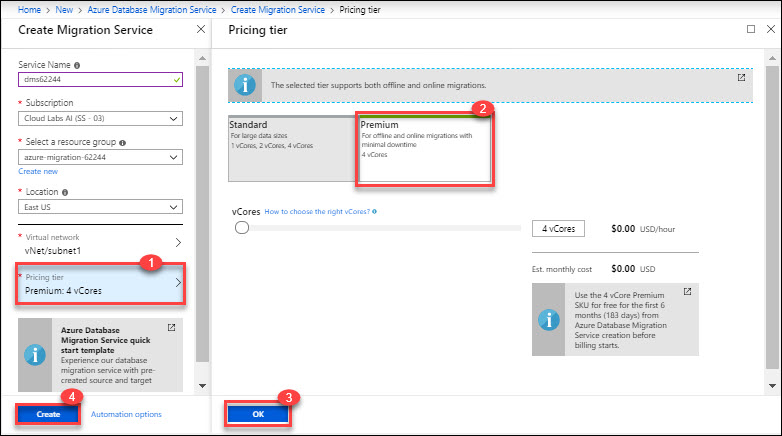 Home > New > Azure Database Migration Service > Create Migration Service > Pricing tier
Create Migration Service
Service Name
dms62244
* Subscription
Cloud Labs AI (SS - 03)
* Select a resource group
azure-migration-62244
Create new
* Location
East US
* Virtual network
vNet/subnet1
1
* Pricing tier
Premium: 4 vCores
Azure Database
Migration Service quick
start template
Experience our database
migration service with pre-
created source and target
4
Create
Automation options
Pricing tier
The selected tier supports both offline and online migrations.
Standard
For large data sizes
1 vCores, 2 vCores, 4 vCores
2
Premium
For offline and online migrations with
minimal downtime
4 vCores
vCores How to choose the right vCores?
4 vCores $0.00 USD/hour
Est. monthly cost $0.00 USD
Use the 4 vCore Premium
SKU for free for the first 6
months (183 days) from
Azure Database Migration
Service creation before
billing starts.
3
OK